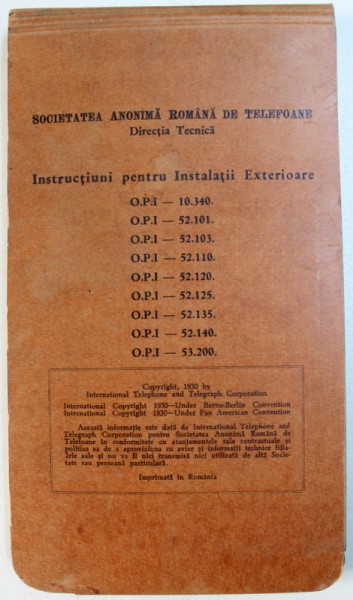 SOCIETATEA ANONIMĂ ROMÂNĂ DE TELEFOANE
Direcția Tecnică
Instrucțiuni pentru Instalații Exterioare
O.P.I — 10.340.
O.P.I — 52.101.
O.P.I — 52.103.
O.P.I — 52.110.
O.P.I — 52.120.
O.P.I — 52.125.
O.P.I — 52.135.
O.P.I — 52.140.
O.P.I — 53.200.
Copyright, 1930 by
International Telephone and Telegraph Corporation
International Copyright 1930—Under Berne-Berlin Convention
International Copyright 1930—Under Pan American Convention
Această informație este dată de International Telephone and
Telegraph Corporation pentru Societatea Anonimă Română de
Telefoane în conformitate cu aranjamentele sale contractuale și
politica sa de a aproviziona cu avize și informații technice filia-
lele sale și nu va fi nici transmisă nici utilizată de altă Socie-
tate sau persoană particulară.
Imprimată în România